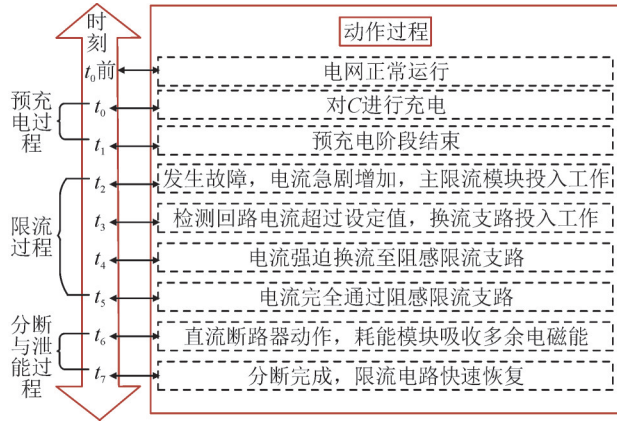 时刻
动作过程
t₀前
电网正常运行
预充电过程
t₀
对C进行充电
t₁
预充电阶段结束
限流过程
t₂
发生故障，电流急剧增加，主限流模块投入工作
t₃
检测回路电流超过设定值，换流支路投入工作
t₄
电流强迫换流至阻感限流支路
t₅
电流完全通过阻感限流支路
分断与泄能过程
t₆
直流断路器动作，耗能模块吸收多余电磁能
t₇
分断完成，限流电路快速恢复